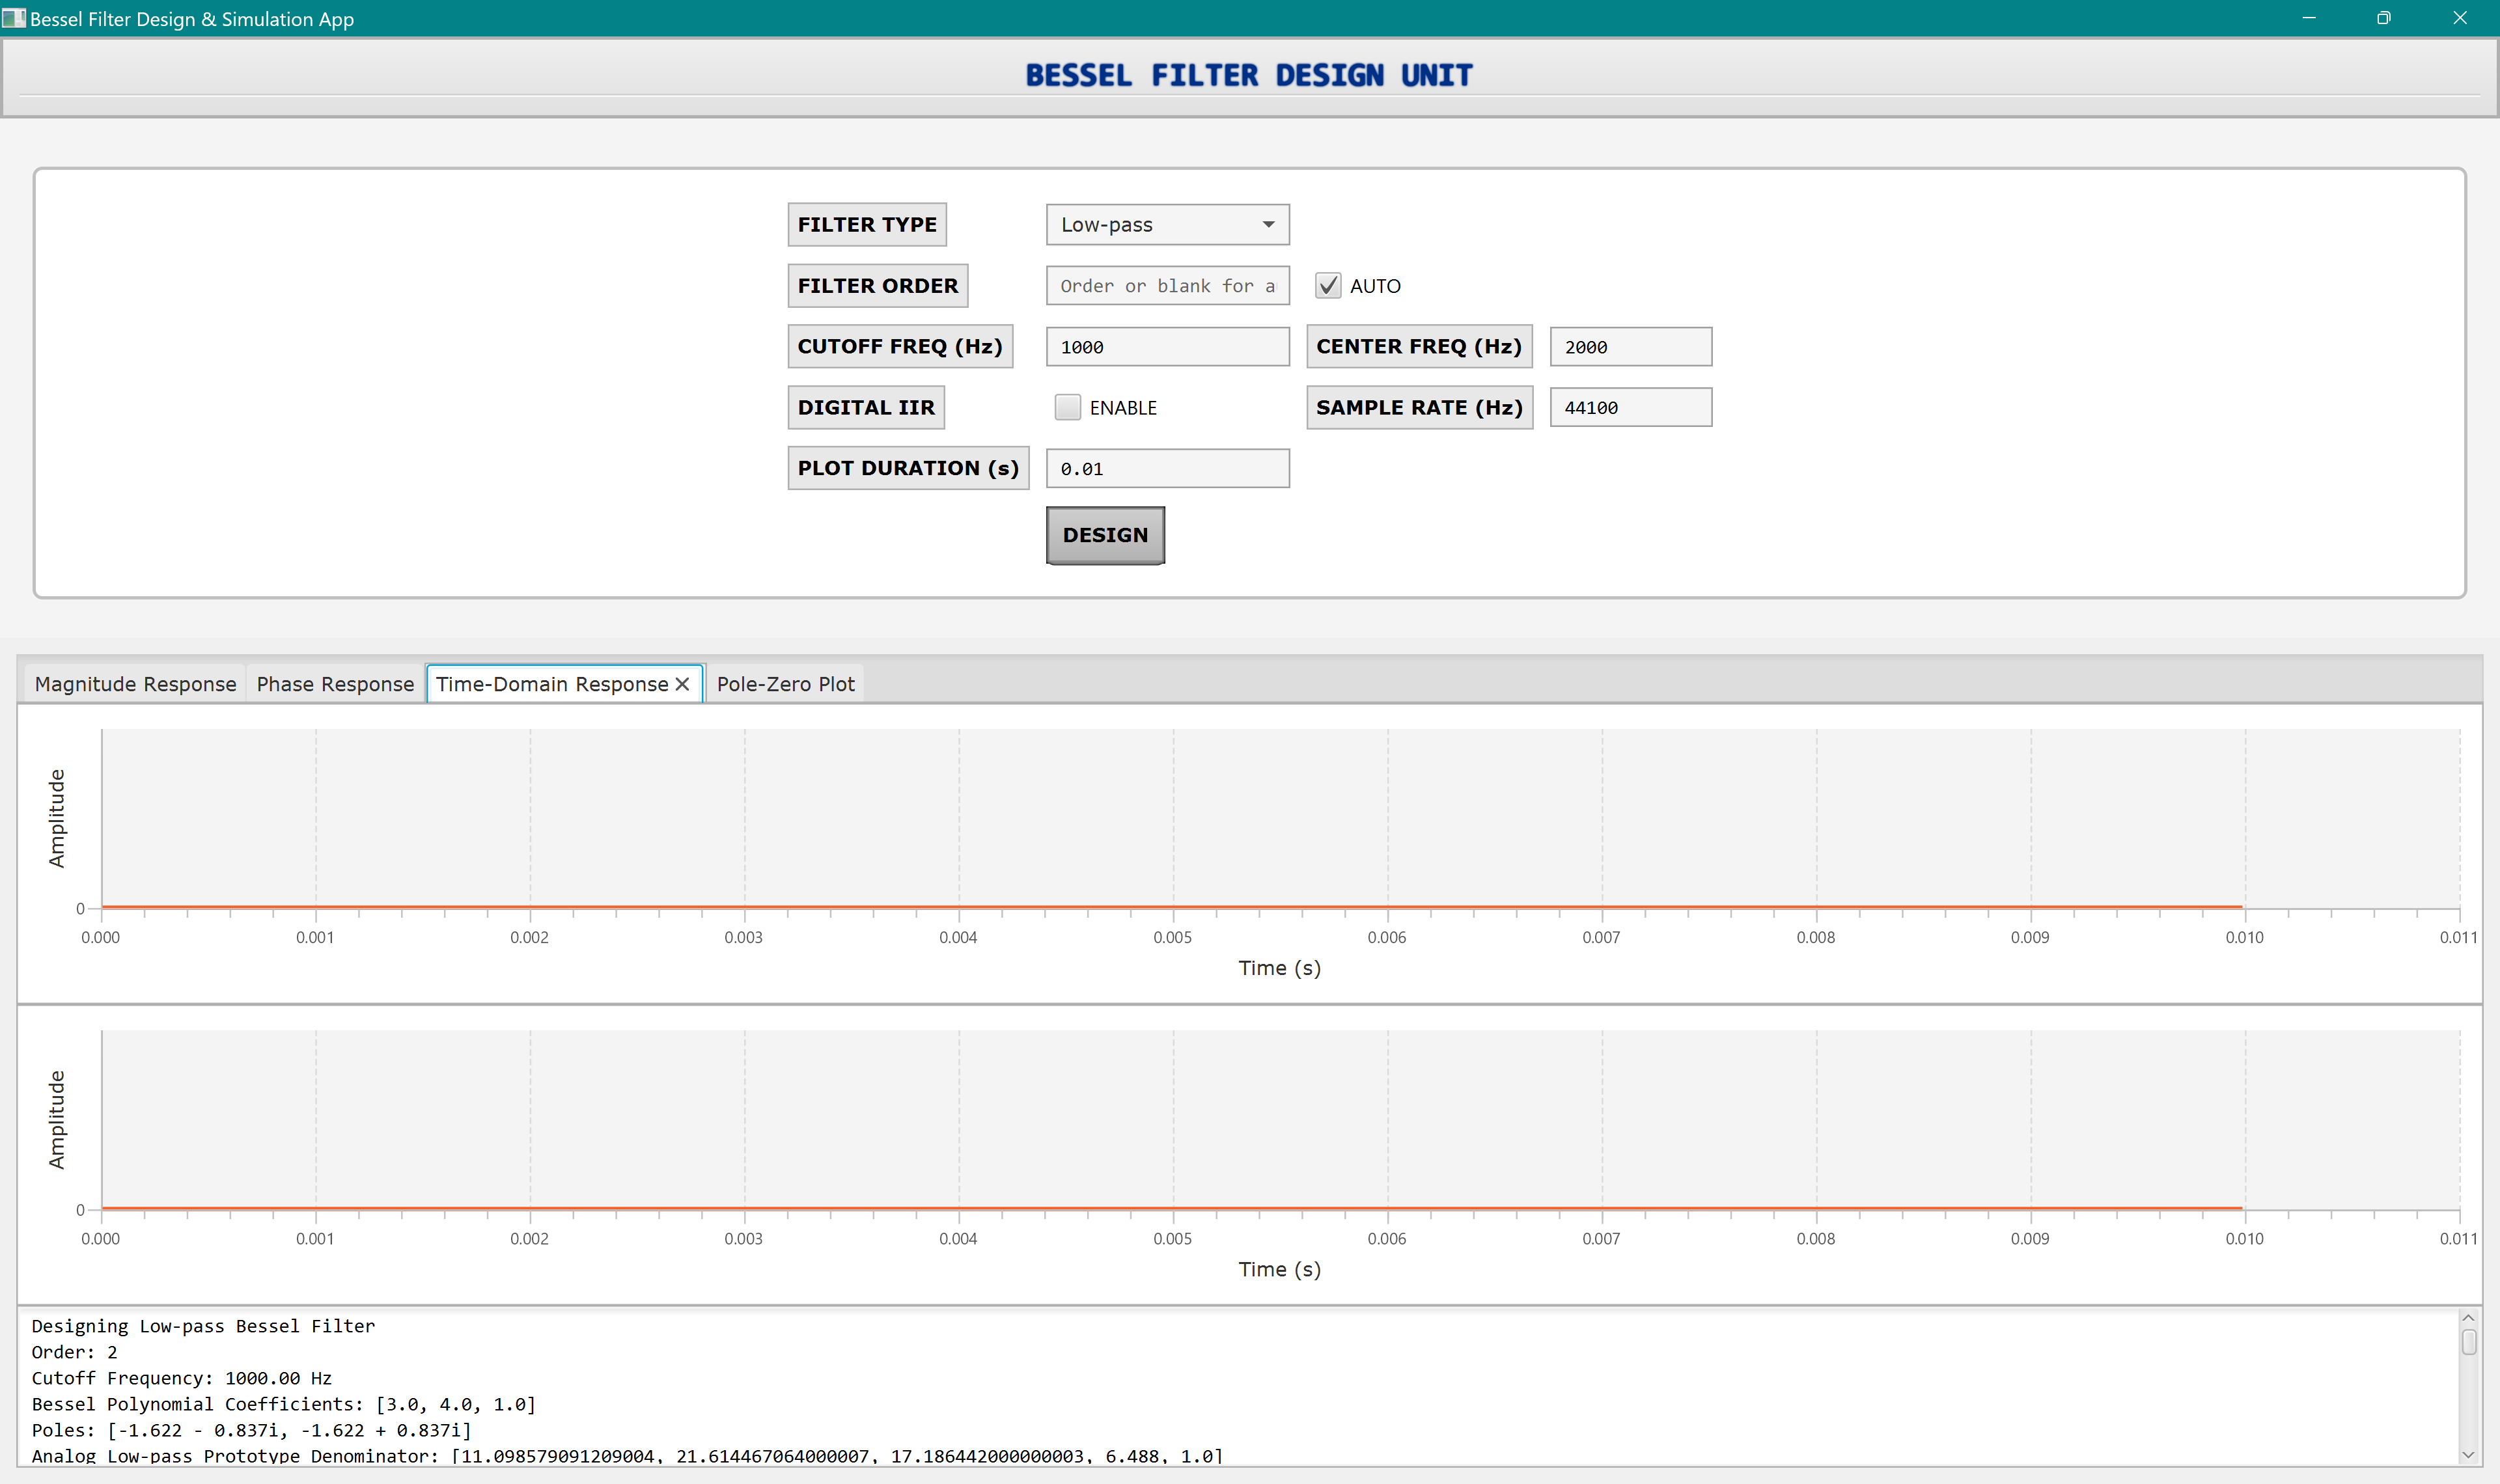 Bessel Filter Design & Simulation App
BESSEL FILTER DESIGN UNIT
FILTER TYPE Low-pass
FILTER ORDER Order or blank for a AUTO
CUTOFF FREQ (Hz) 1000 CENTER FREQ (Hz) 2000
DIGITAL IIR ENABLE SAMPLE RATE (Hz) 44100
PLOT DURATION (s) 0.01
DESIGN
Magnitude Response Phase Response Time-Domain Response Pole-Zero Plot
Amplitude
0
0.000 0.001 0.002 0.003 0.004 0.005 0.006 0.007 0.008 0.009 0.010 0.011
Time (s)
Amplitude
0
0.000 0.001 0.002 0.003 0.004 0.005 0.006 0.007 0.008 0.009 0.010 0.011
Time (s)
Designing Low-pass Bessel Filter
Order: 2
Cutoff Frequency: 1000.00 Hz
Bessel Polynomial Coefficients: [3.0, 4.0, 1.0]
Poles: [-1.622 - 0.837i, -1.622 + 0.837i]
Analog Low-pass Prototype Denominator: [11.098579091209004, 21.614467064000007, 17.186442000000003, 6.488, 1.0]